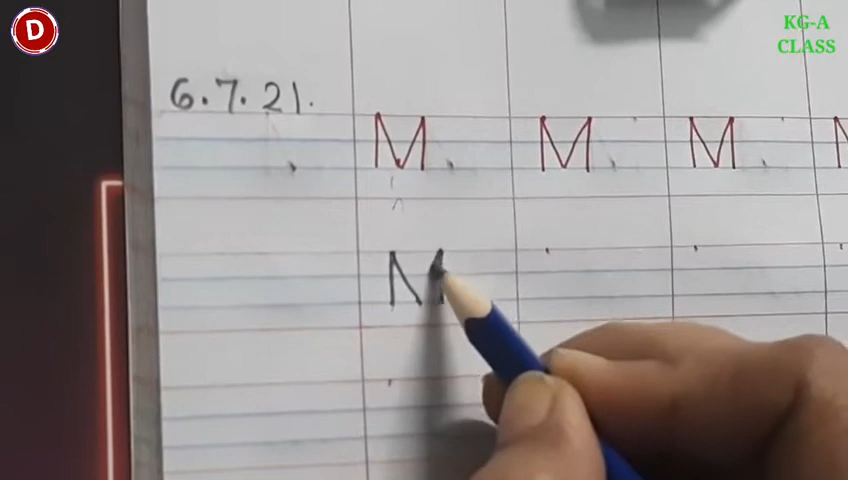 D
KG-A
CLASS
6.7.21.
M M M